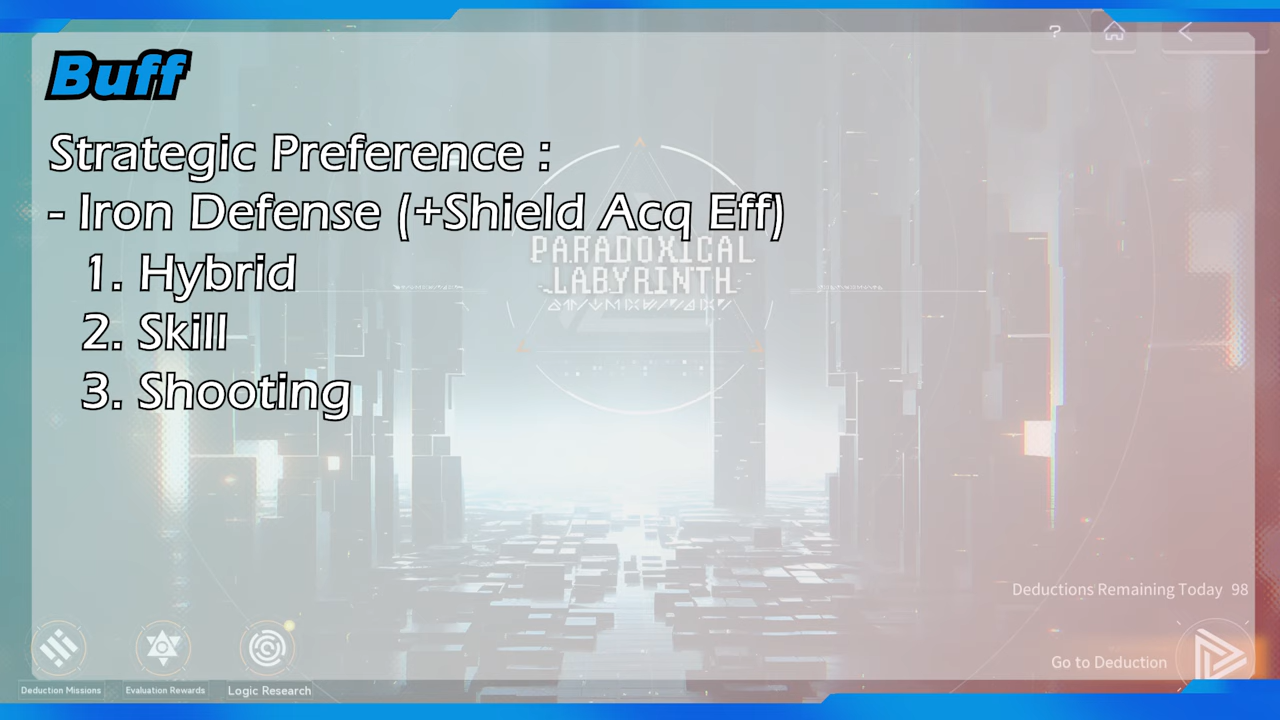 ?
Buff
Strategic Preference :
- Iron Defense (+Shield Acq Eff)
PARADOXICAL
LABYRINTH
1. Hybrid
2. Skill
3. Shooting
Deductions Remaining Today 98
Go to Deduction
Deduction Missions
Evaluation Rewards
Logic Research